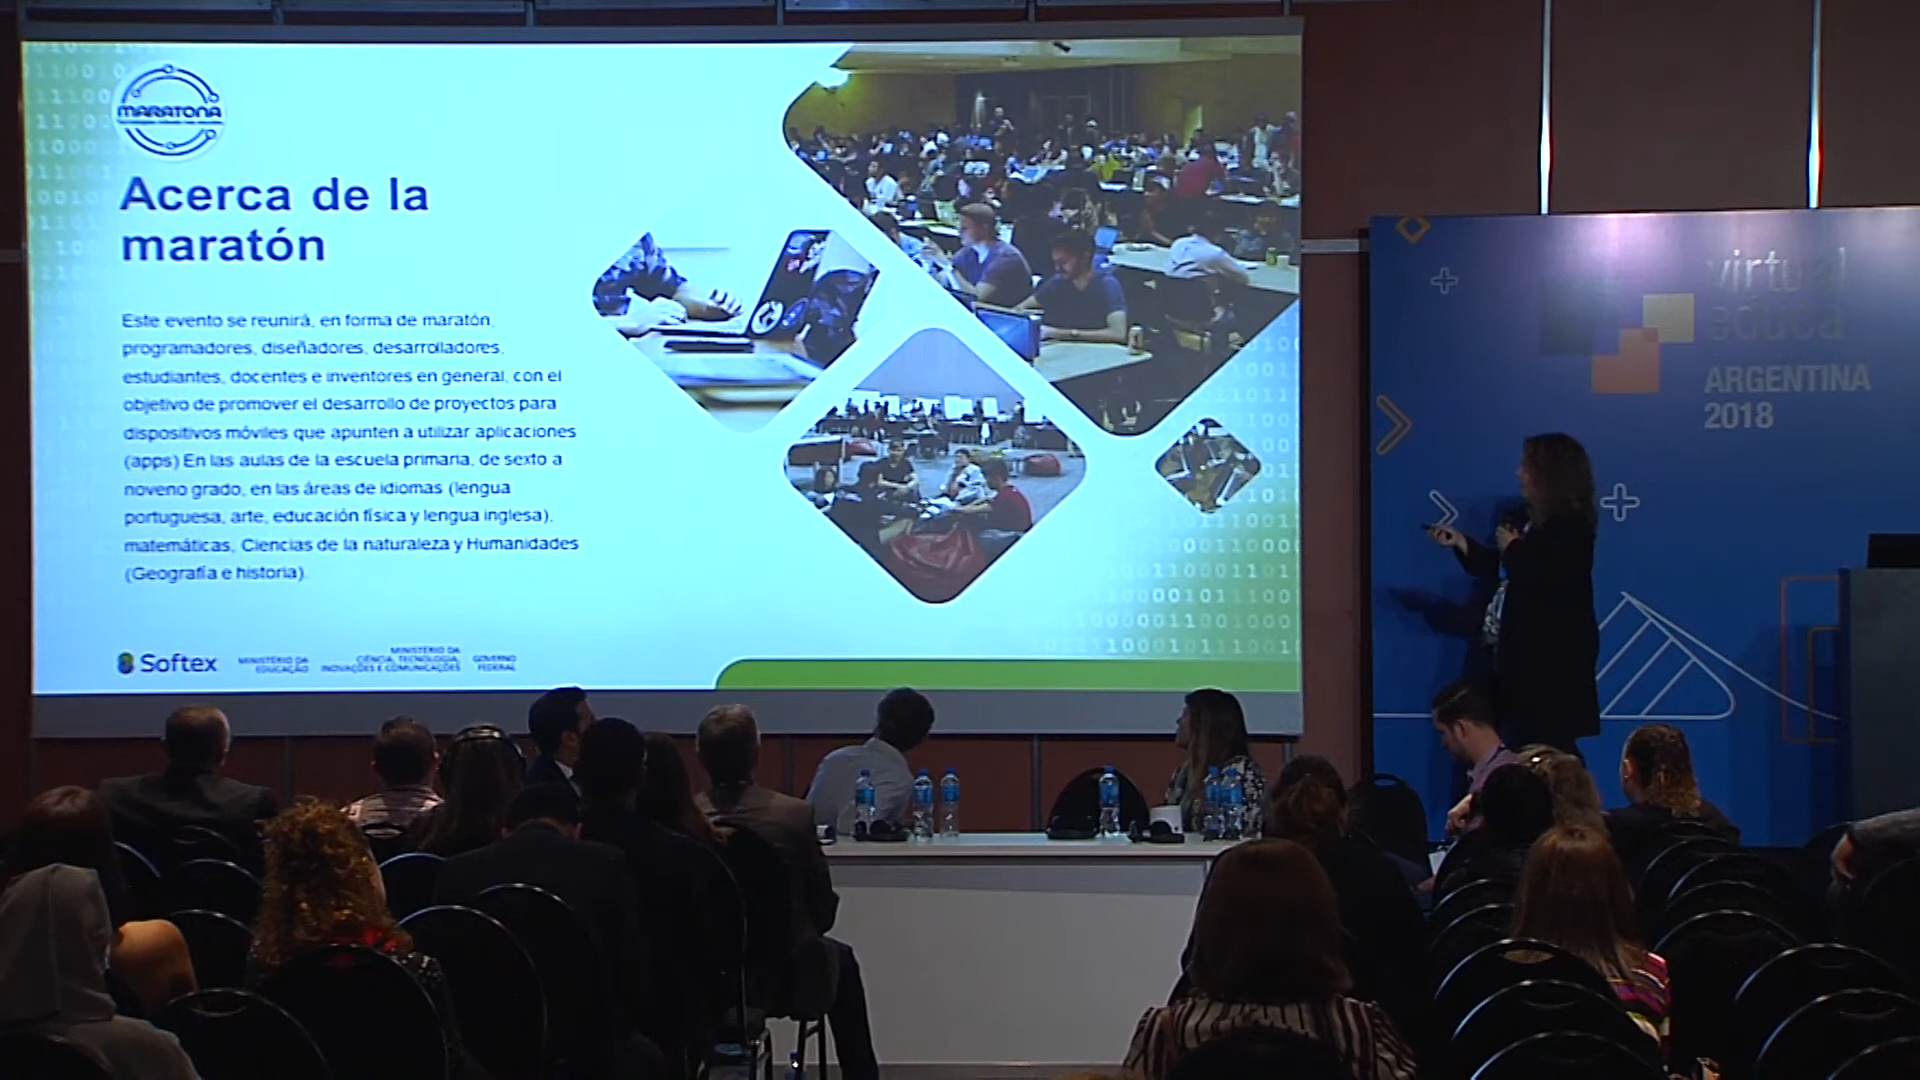 MARATONA
Acerca de la
maratón
Este evento se reunirá, en forma de maratón,
programadores, diseñadores, desarrolladores,
estudiantes, docentes e inventores en general, con el
objetivo de promover el desarrollo de proyectos para
dispositivos móviles que apunten a utilizar aplicaciones
(apps) En las aulas de la escuela primaria, de sexto a
noveno grado, en las áreas de idiomas (lengua
portuguesa, arte, educación física y lengua inglesa),
matemáticas, Ciencias de la naturaleza y Humanidades
(Geografía e historia).
Softex
MINISTÉRIO DA
EDUCAÇÃO
MINISTÉRIO DA
CIÊNCIA, TECNOLOGIA,
INOVAÇÕES E COMUNICAÇÕES
GOVERNO
FEDERAL
virtual
educa
ARGENTINA
2018